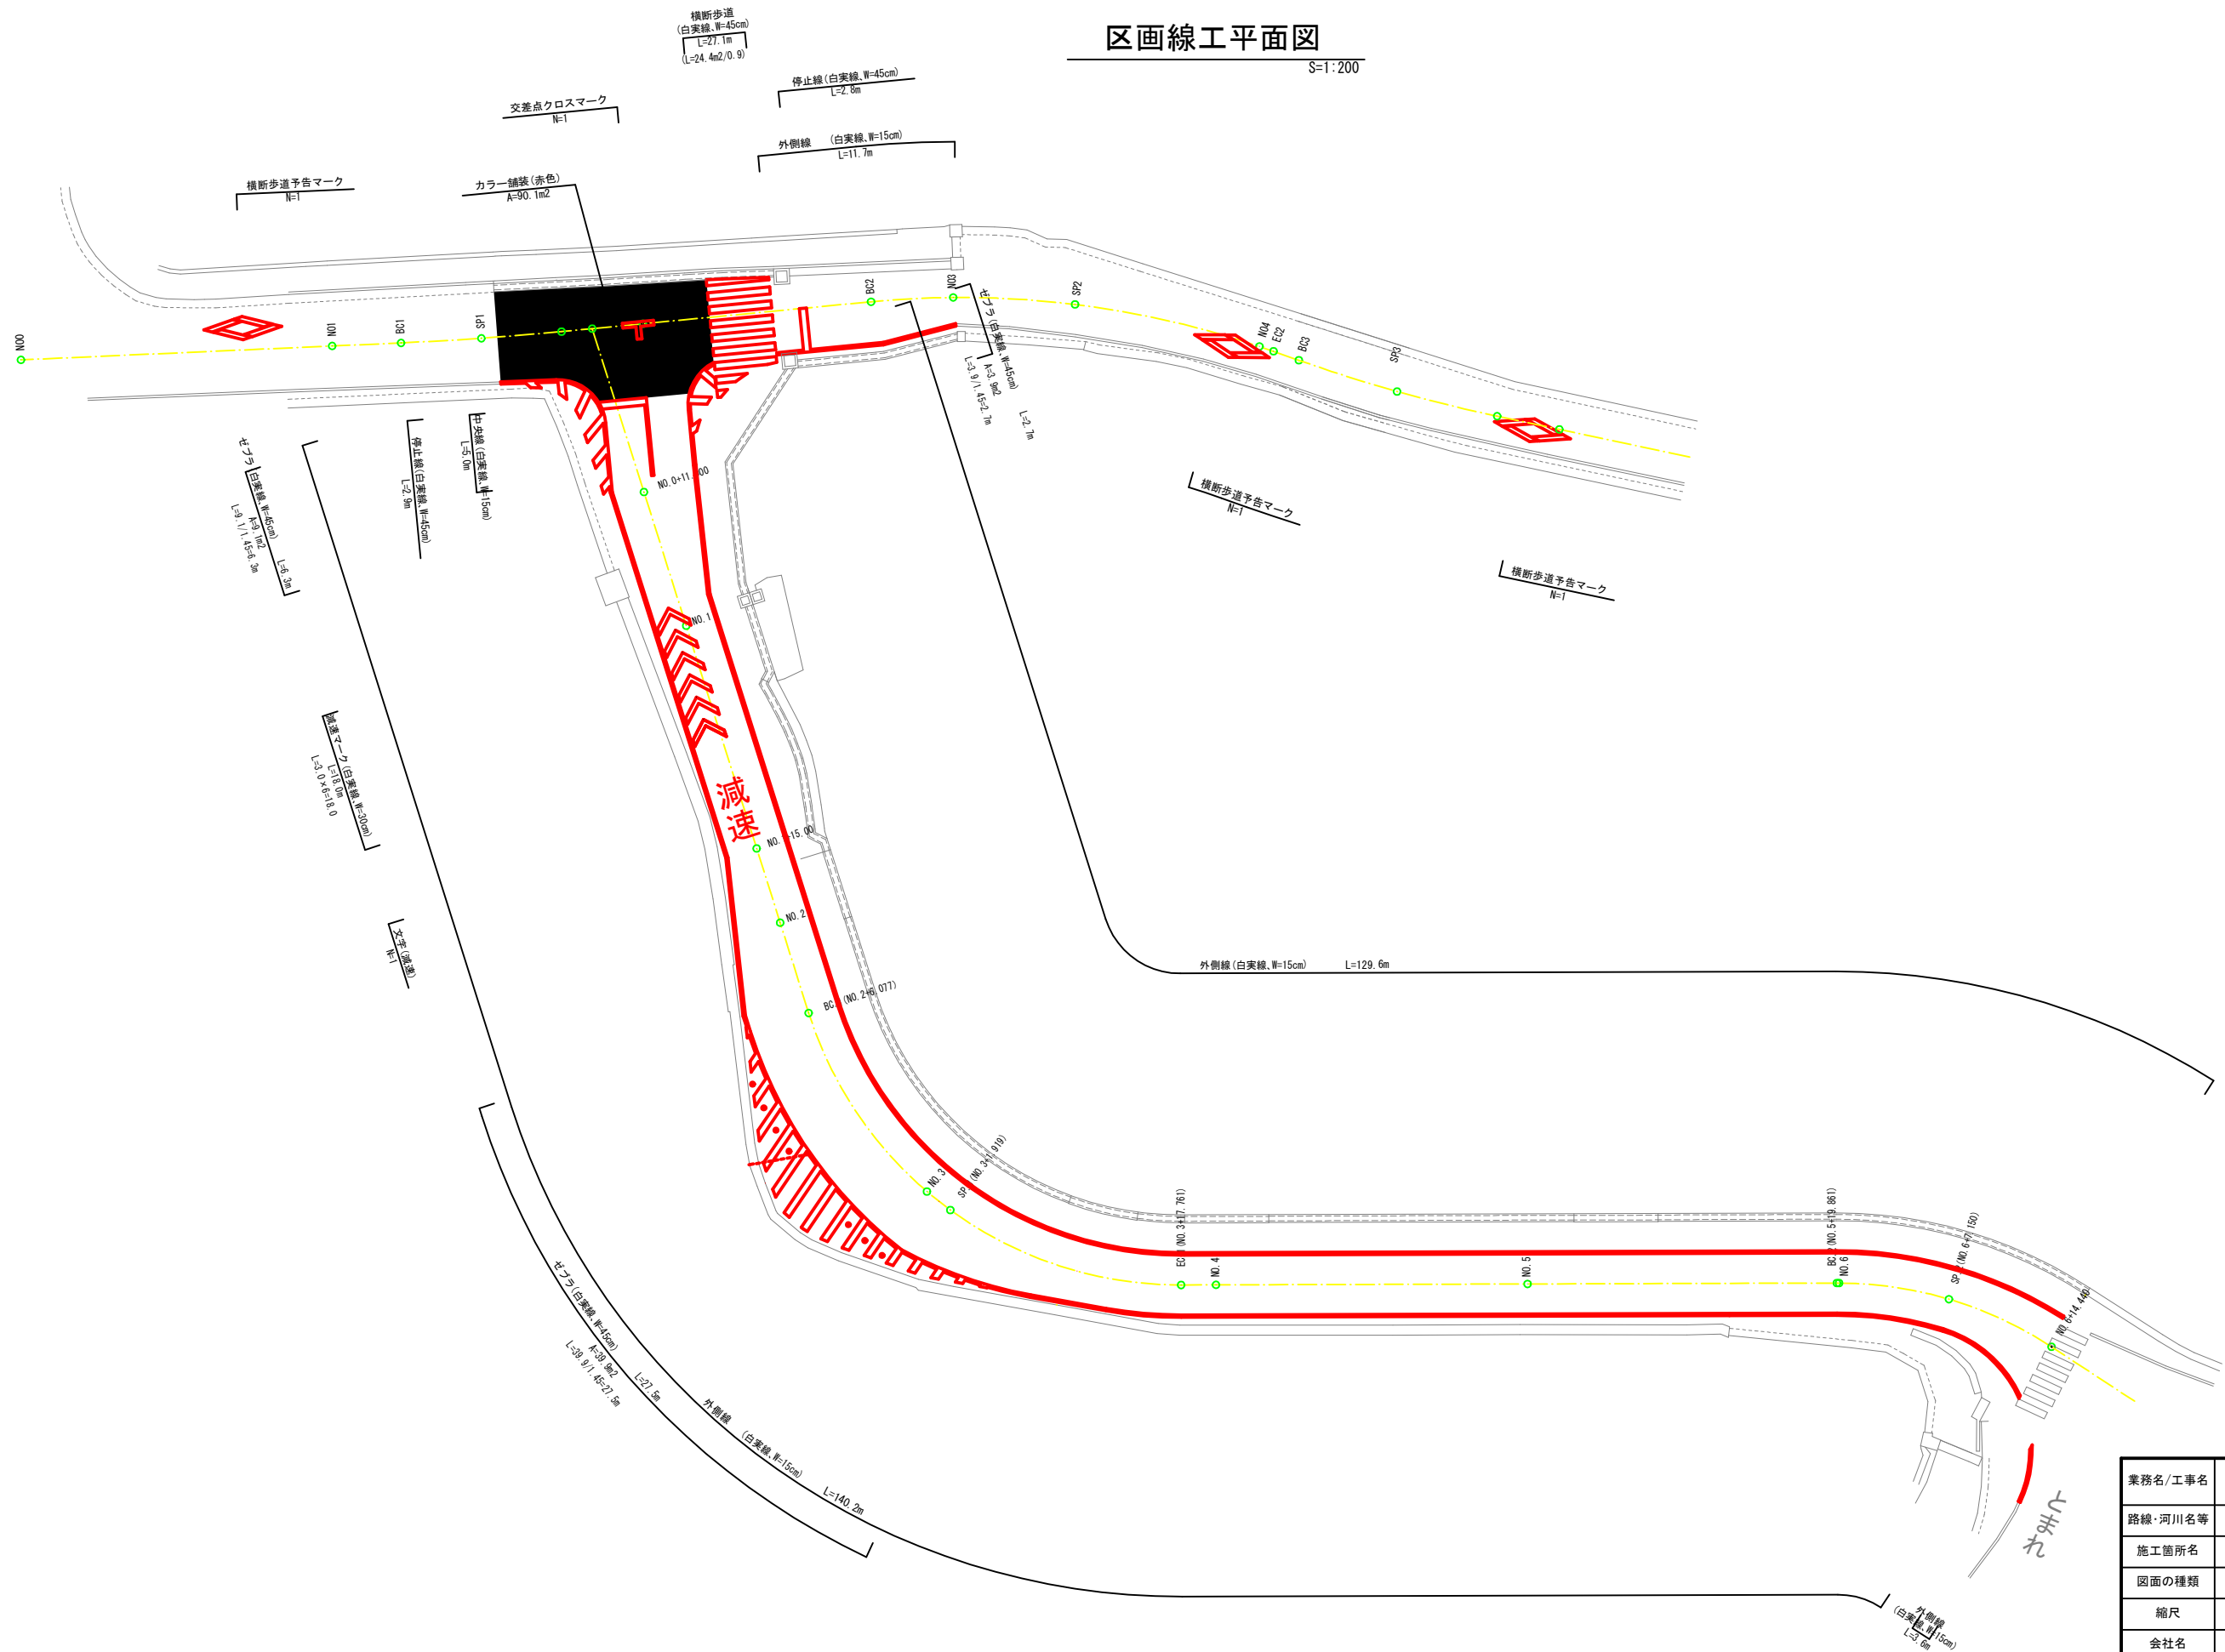 区画線工平面図
S=1:200
横断歩道
(白実線、W=45cm)
L=27.1m
(L=24.4m2/0.9)
停止線(白実線、W=45cm)
L=2.8m
交差点クロスマーク
N=1
外側線 (白実線、W=15cm)
L=11.7m
横断歩道予告マーク
N=1
カラー舗装(赤色)
A=90.1m2
NO0
NO1
BC1
SP1
BC2
NO3
SP2
NO4
EC2
BC3
SP3
ゼブラ(白実線、W=45cm) L=2.7m
A=3.9m2
L=3.9/1.45=2.7m
ゼブラ(白実線、W=45cm) L=6.3m
A=9.1m2
L=9.1/1.45=6.3m
停止線(白実線、W=45cm)
L=2.9m
中央線(白実線、W=15cm)
L=5.0m
横断歩道予告マーク
N=1
横断歩道予告マーク
N=1
NO.1
減速マーク(白実線、W=30cm)
L=18.0m
L=3.0×6=18.0
減速
NO.2
文字(減速)
N=1
外側線(白実線、W=15cm) L=129.6m
NO.3
NO.4
NO.5
NO.6
NO.6+14.440
ゼブラ(白実線、W=45cm) L=27.5m
A=39.9m2
L=39.9/1.45=27.5m
外側線 (白実線、W=15cm) L=140.2m
とまれ
外側線
(白実線、W=15cm)
L=3.6m
業務名/工事名
路線・河川名等
施工箇所名
図面の種類
縮尺
会社名